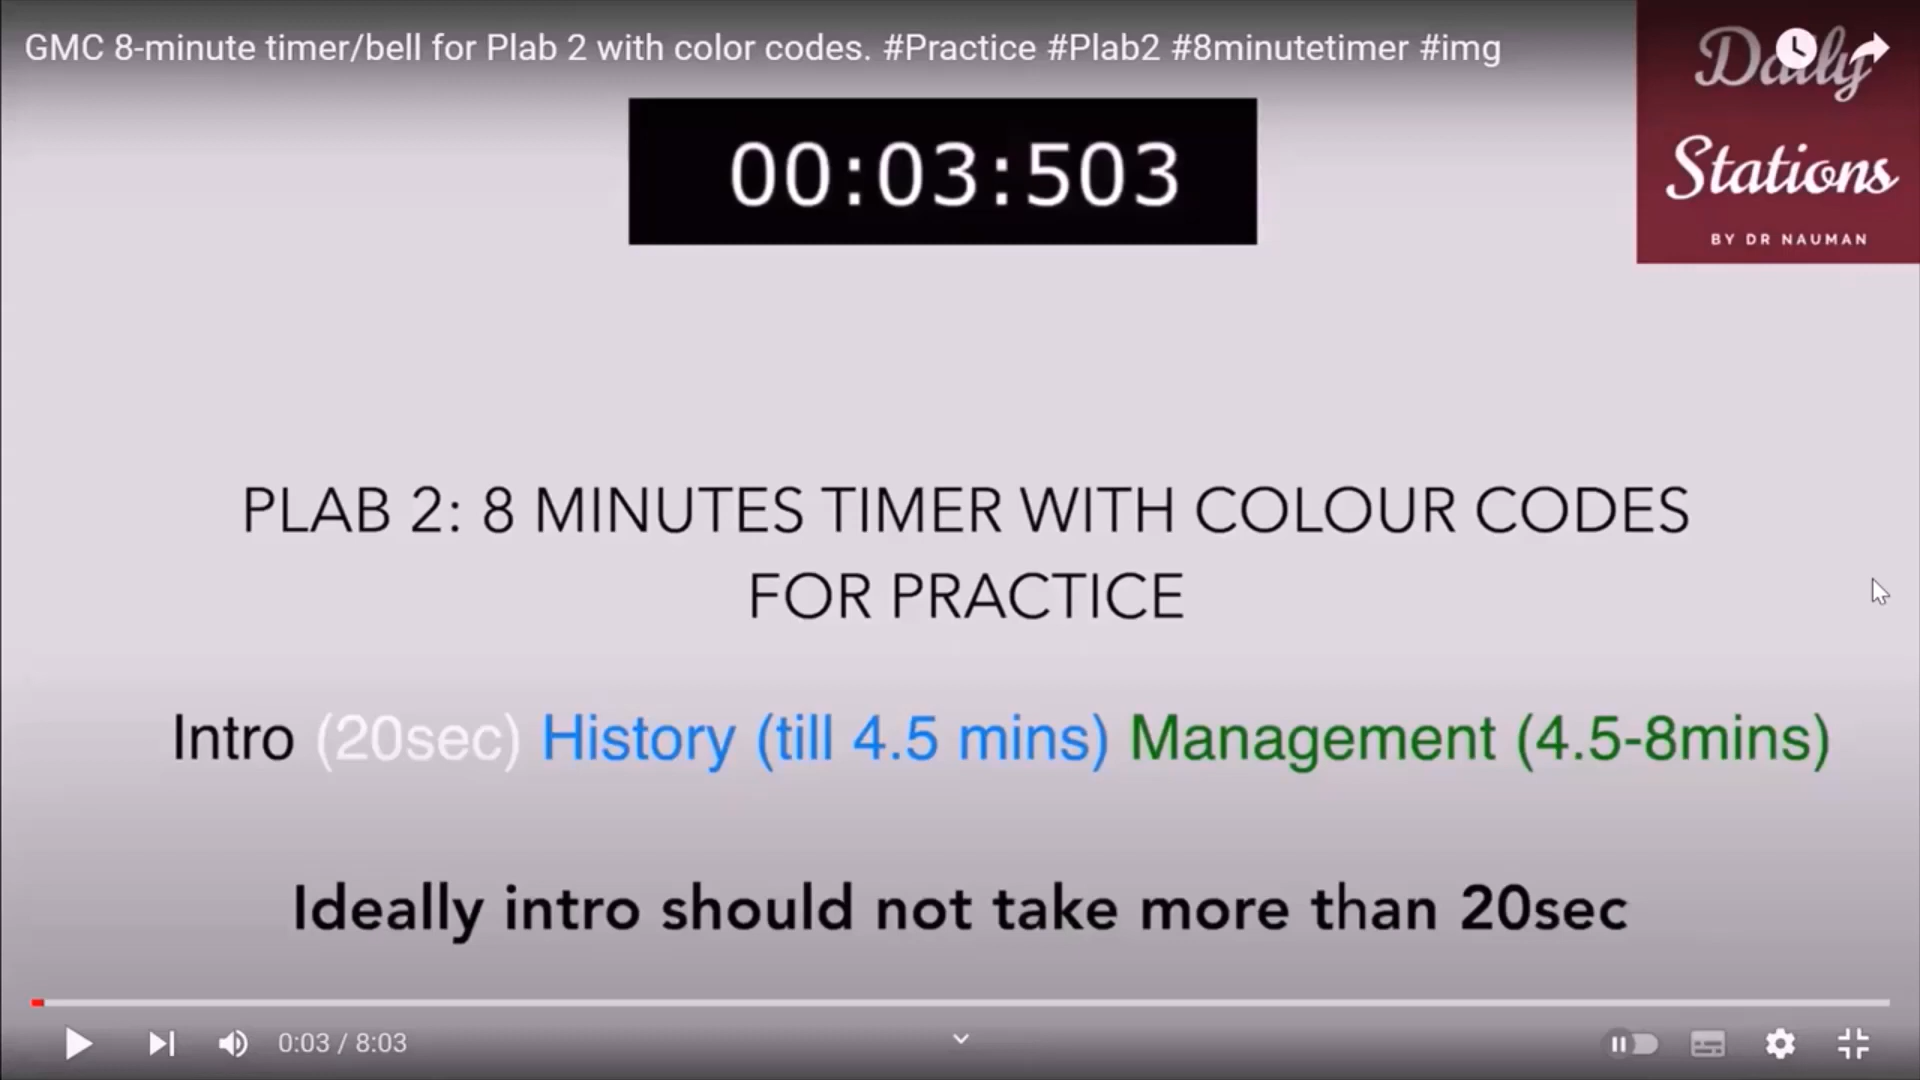 GMC 8-minute timer/bell for Plab 2 with color codes. #Practice #Plab2 #8minutetimer #img
Daily
Stations
BY DR NAUMAN
00:03:503
PLAB 2: 8 MINUTES TIMER WITH COLOUR CODES
FOR PRACTICE
Intro (20sec) History (till 4.5 mins) Management (4.5-8mins)
Ideally intro should not take more than 20sec
0:03 / 8:03